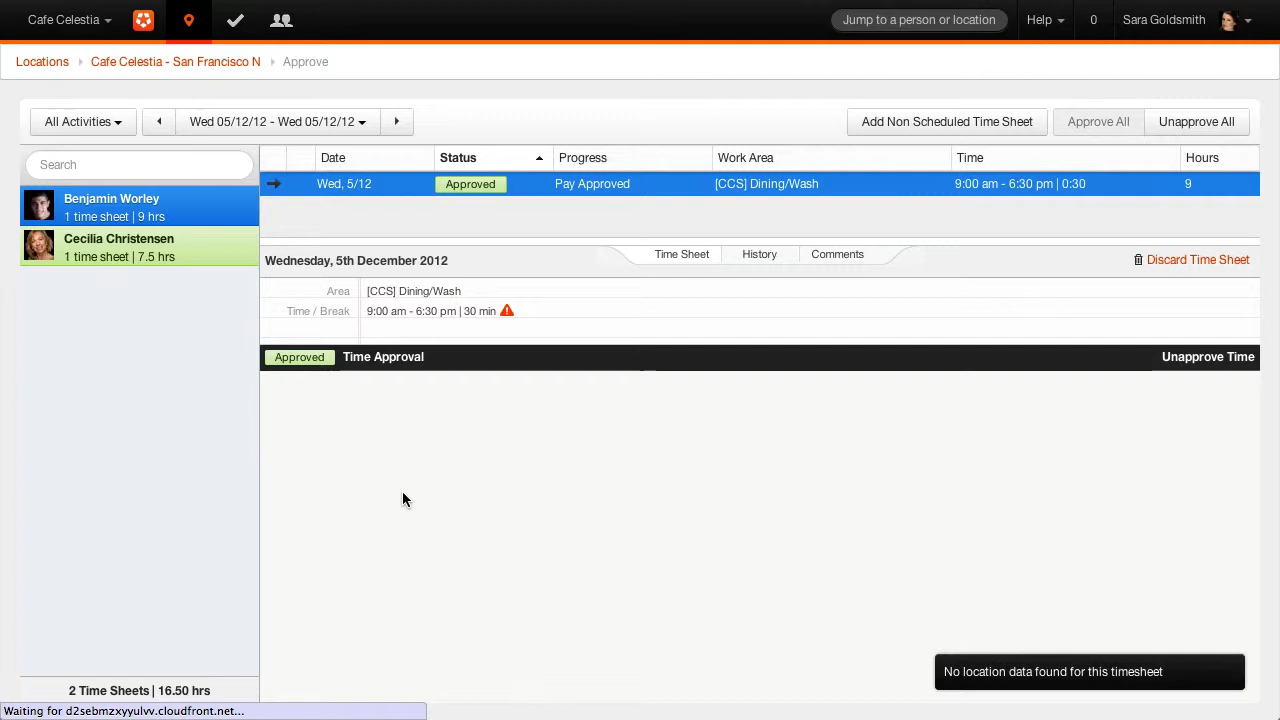 Cafe Celestia
Jump to a person or location
Help
0
Sara Goldsmith
Locations
Cafe Celestia - San Francisco N
Approve
All Activities
Wed 05/12/12 - Wed 05/12/12
Add Non Scheduled Time Sheet
Approve All
Unapprove All
Search
Date
Status
Progress
Work Area
Time
Hours
Wed, 5/12
Approved
Pay Approved
[CCS] Dining/Wash
9:00 am - 6:30 pm | 0:30
9
Benjamin Worley
1 time sheet | 9 hrs
Cecilia Christensen
1 time sheet | 7.5 hrs
Wednesday, 5th December 2012
Time Sheet
History
Comments
Discard Time Sheet
Area
[CCS] Dining/Wash
Time / Break
9:00 am - 6:30 pm | 30 min
Approved
Time Approval
Unapprove Time
No location data found for this timesheet
2 Time Sheets | 16.50 hrs
Waiting for d2sebmzxyyulvv.cloudfront.net...